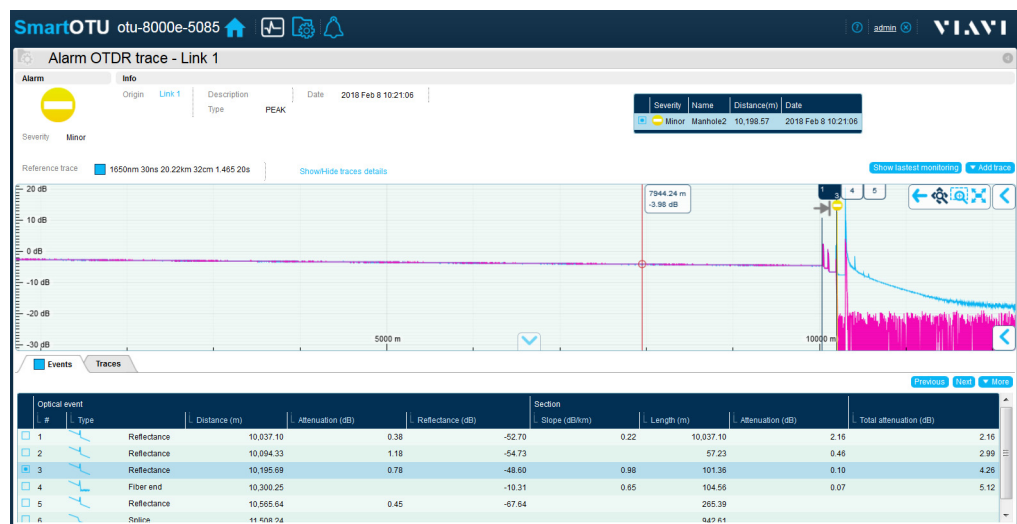 SmartOTU otu-8000e-5085 admin VIAVI
Alarm OTDR trace - Link 1
Alarm Info
Origin Link 1 Description Date 2018 Feb 8 10:21:06
Type PEAK
Severity Name Distance(m) Date
Minor Manhole2 10,198.57 2018 Feb 8 10:21:06
Severity Minor
Reference trace 1650nm 30ns 20.22km 32cm 1.465 20s Show/Hide traces details Show lastest monitoring Add trace
20 dB
7944.24 m
-3.98 dB
1 3 4 5
10 dB
0 dB
-10 dB
-20 dB
-30 dB
5000 m 10000 m
Events Traces
Previous Next More
Optical event Section
# Type Distance (m) Attenuation (dB) Reflectance (dB) Slope (dB/km) Length (m) Attenuation (dB) Total attenuation (dB)
1 Reflectance 10,037.10 0.38 -52.70 0.22 10,037.10 2.16 2.16
2 Reflectance 10,094.33 1.18 -54.73 57.23 0.46 2.99
3 Reflectance 10,195.69 0.78 -48.60 0.98 101.36 0.10 4.26
4 Fiber end 10,300.25 -10.31 0.65 104.56 0.07 5.12
5 Reflectance 10,565.64 0.45 -67.64 265.39
6 Splice 11,508.24 942.61